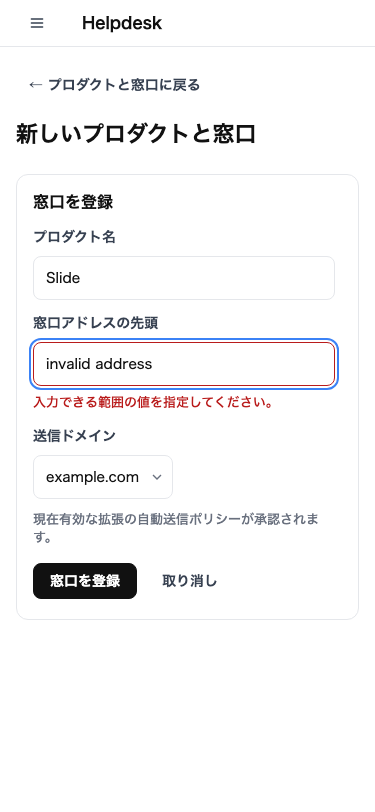 Helpdesk
← プロダクトと窓口に戻る
新しいプロダクトと窓口
窓口を登録
プロダクト名
Slide
窓口アドレスの先頭
invalid address
入力できる範囲の値を指定してください。
送信ドメイン
example.com
現在有効な拡張の自動送信ポリシーが承認されま
す。
窓口を登録
取り消し